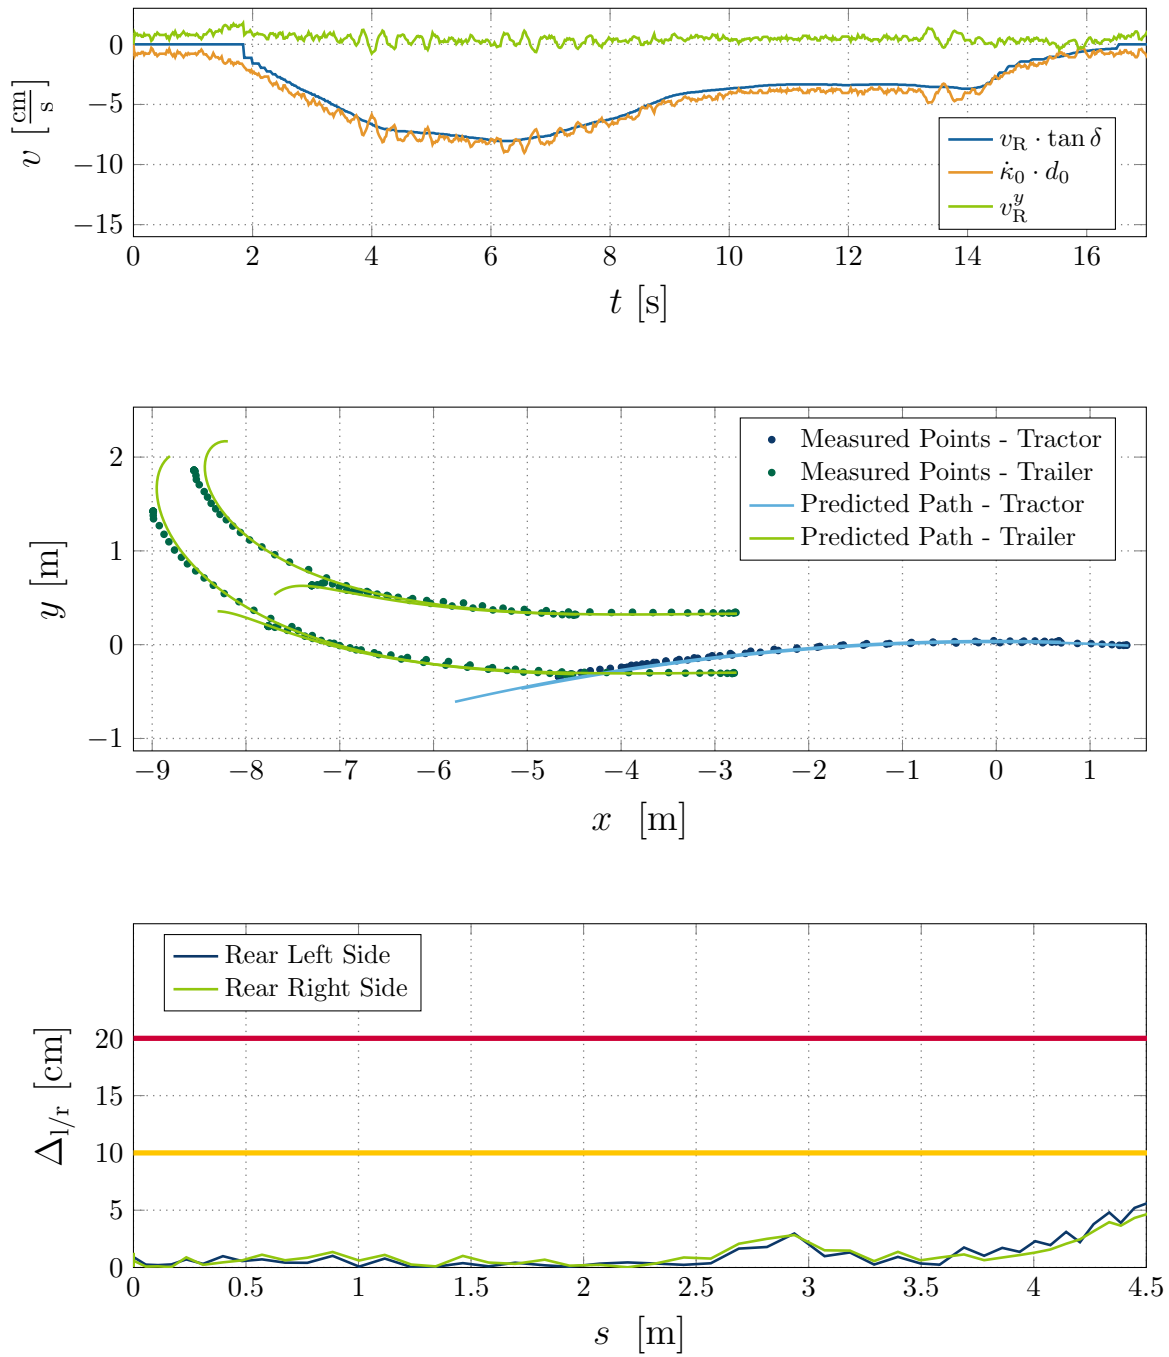 0
−5
−10
−15
v [cm/s]
0 2 4 6 8 10 12 14 16
t [s]
v_R · tan δ
κ̇_0 · d_0
v_R^y
2
1
0
−1
y [m]
−9 −8 −7 −6 −5 −4 −3 −2 −1 0 1
x [m]
Measured Points - Tractor
Measured Points - Trailer
Predicted Path - Tractor
Predicted Path - Trailer
Rear Left Side
Rear Right Side
20
15
10
5
0
Δ_l/r [cm]
0 0.5 1 1.5 2 2.5 3 3.5 4 4.5
s [m]